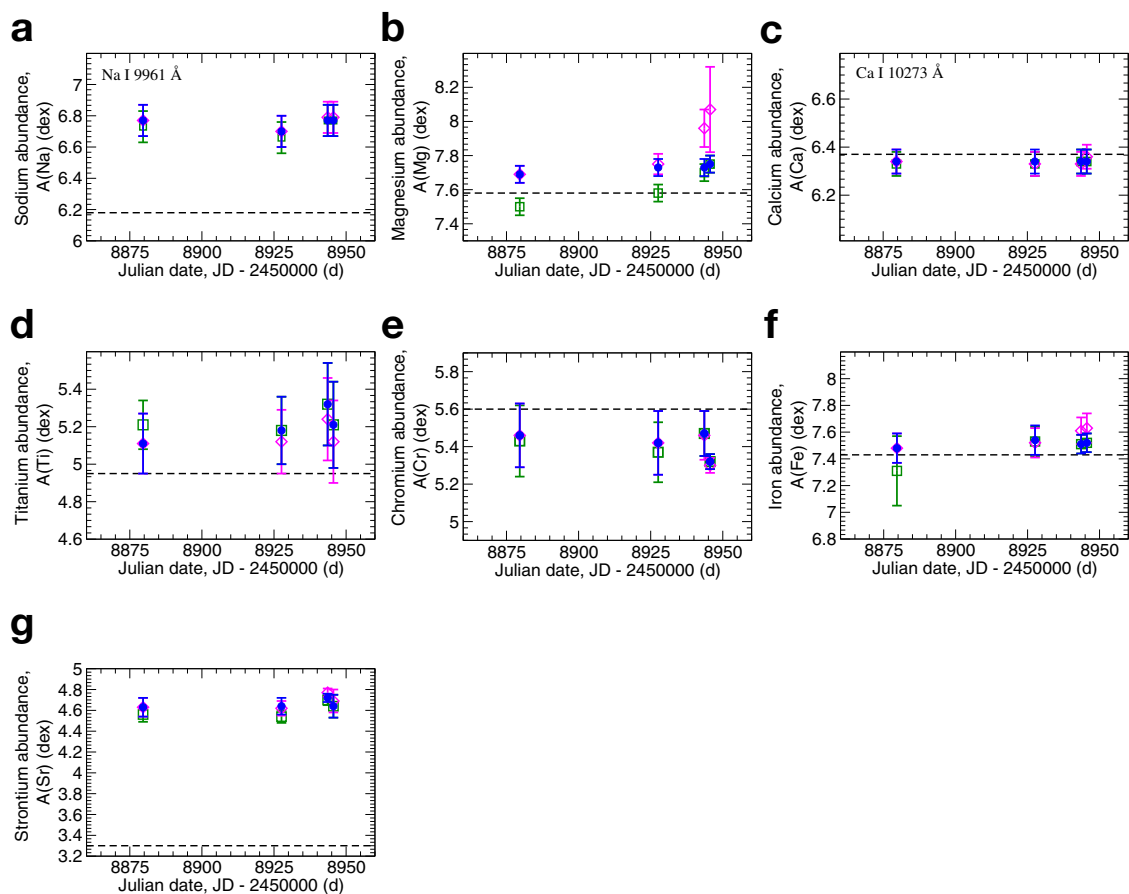 a
Sodium abundance,
A(Na) (dex)
Na I 9961 Å
7
6.8
6.6
6.4
6.2
6
8875 8900 8925 8950
Julian date, JD - 2450000 (d)
b
Magnesium abundance,
A(Mg) (dex)
8.2
8
7.8
7.6
7.4
8875 8900 8925 8950
Julian date, JD - 2450000 (d)
c
Calcium abundance,
A(Ca) (dex)
Ca I 10273 Å
6.6
6.4
6.2
8875 8900 8925 8950
Julian date, JD - 2450000 (d)
d
Titanium abundance,
A(Ti) (dex)
5.4
5.2
5
4.8
4.6
8875 8900 8925 8950
Julian date, JD - 2450000 (d)
e
Chromium abundance,
A(Cr) (dex)
5.8
5.6
5.4
5.2
5
8875 8900 8925 8950
Julian date, JD - 2450000 (d)
f
Iron abundance,
A(Fe) (dex)
8
7.8
7.6
7.4
7.2
7
6.8
8875 8900 8925 8950
Julian date, JD - 2450000 (d)
g
Strontium abundance,
A(Sr) (dex)
5
4.8
4.6
4.4
4.2
4
3.8
3.6
3.4
3.2
8875 8900 8925 8950
Julian date, JD - 2450000 (d)